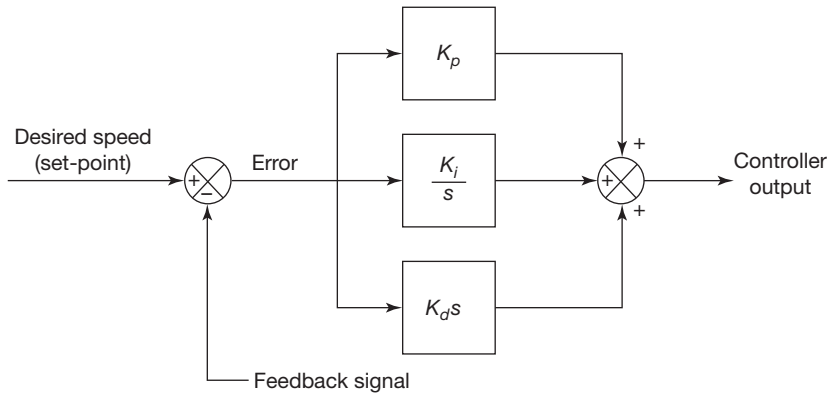 K_p
Desired speed
(set-point)
+
−
Error
K_i
s
+
+
+
Controller
output
K_d s
Feedback signal